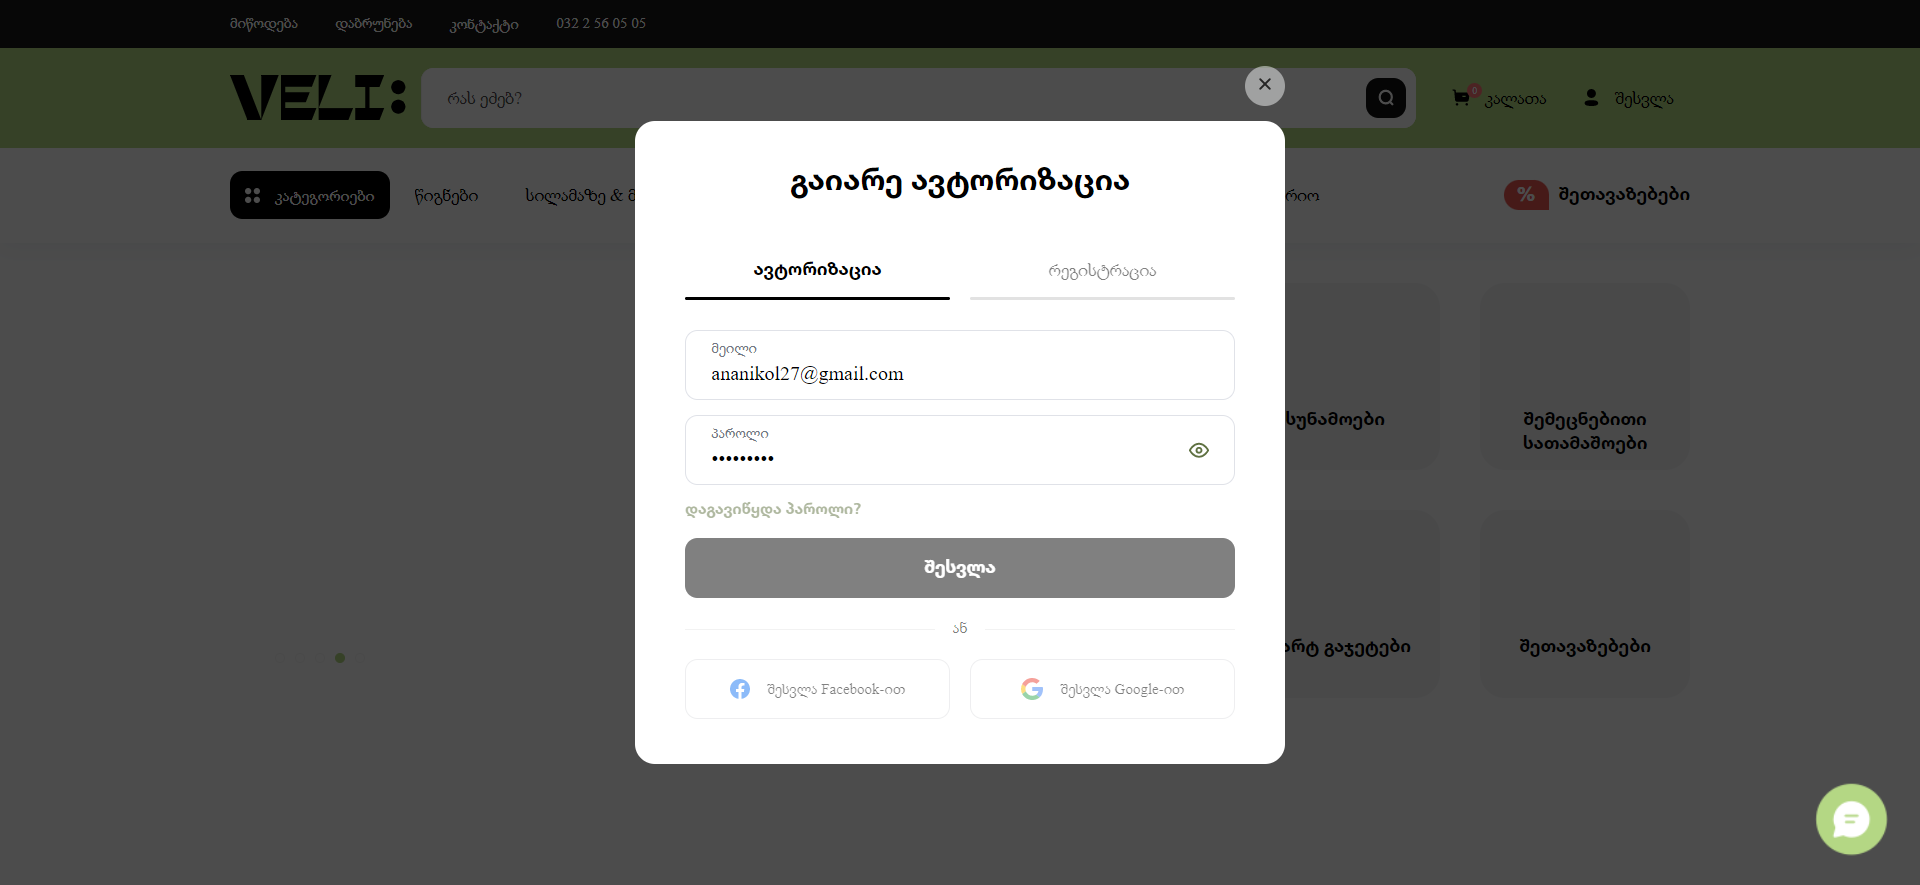 მიწოდება დაბრუნება კონტაქტი 032 2 56 05 05
VELI:
რას ეძებ?
0 კალათა შესვლა
კატეგორიები წიგნები სილამაზე &
% შეთავაზებები
გაიარე ავტორიზაცია
ავტორიზაცია რეგისტრაცია
მეილი
ananikol27@gmail.com
პაროლი
•••••••••
დაგავიწყდა პაროლი?
შესვლა
ან
შესვლა Facebook-ით შესვლა Google-ით
სუნამოები
შემეცნებითი
სათამაშოები
გაჯეტები
შეთავაზებები